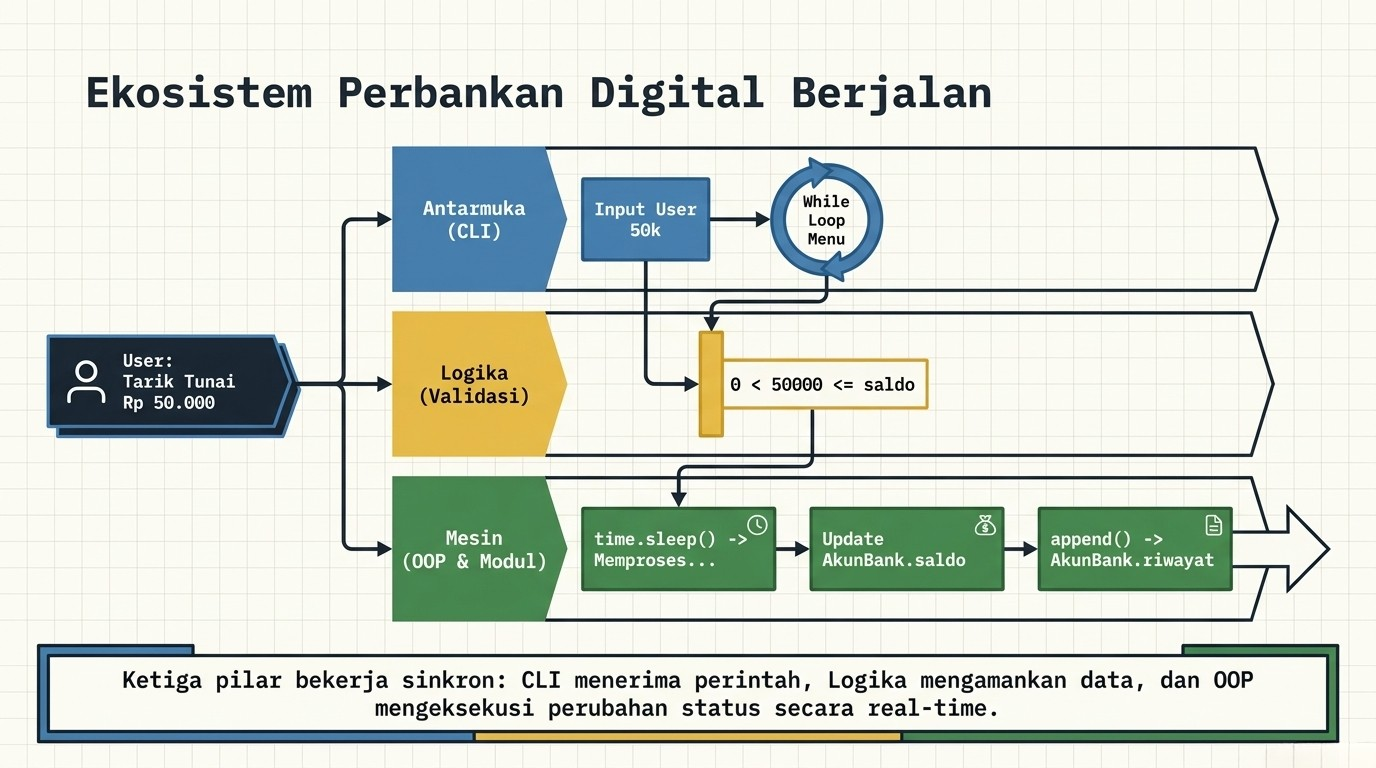 Ekosistem Perbankan Digital Berjalan
User:
Tarik Tunai
Rp 50.000
Antarmuka
(CLI)
Input User
50k
While
Loop
Menu
Logika
(Validasi)
0 < 50000 <= saldo
Mesin
(OOP & Modul)
time.sleep() ->
Memproses...
Update
AkunBank.saldo
append() ->
AkunBank.riwayat
Ketiga pilar bekerja sinkron: CLI menerima perintah, Logika mengamankan data, dan OOP
mengeksekusi perubahan status secara real-time.